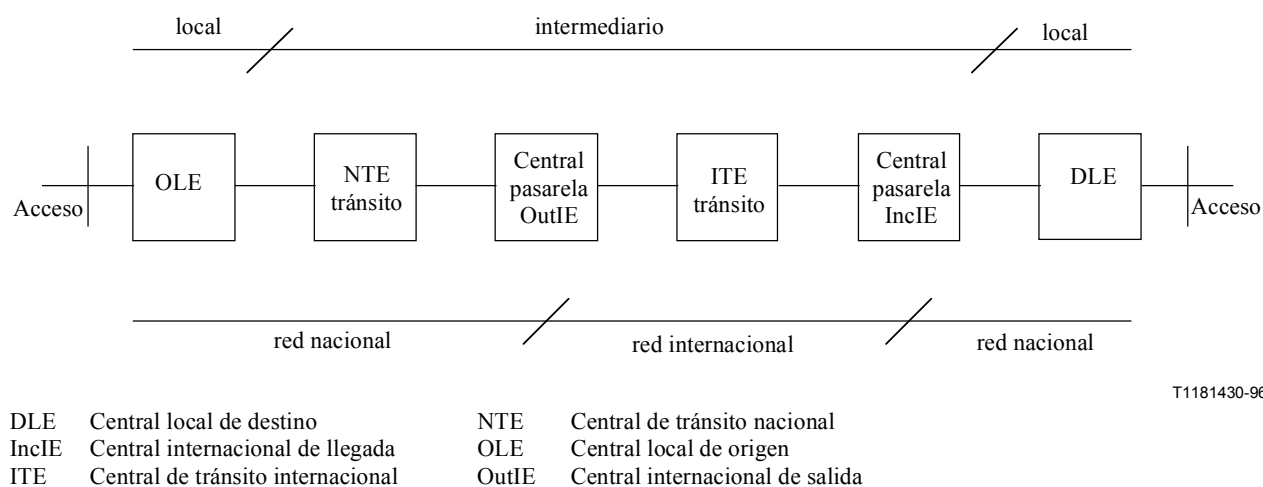 local
intermediario
local
OLE
NTE
tránsito
Central
pasarela
OutIE
ITE
tránsito
Central
pasarela
IncIE
DLE
Acceso
Acceso
red nacional
red internacional
red nacional
T1181430-96
DLE Central local de destino
IncIE Central internacional de llegada
ITE Central de tránsito internacional
NTE Central de tránsito nacional
OLE Central local de origen
OutIE Central internacional de salida